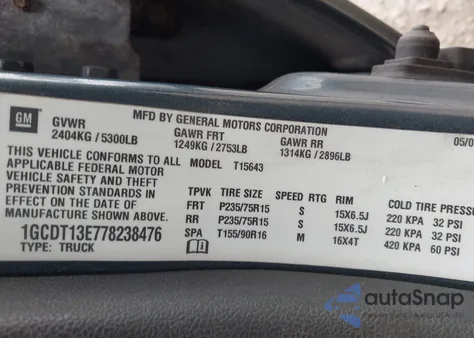 GM
MFD BY GENERAL MOTORS CORPORATION 05/0
GVWR GAWR FRT GAWR RR
2404KG / 5300LB 1249KG / 2753LB 1314KG / 2896LB
THIS VEHICLE CONFORMS TO ALL MODEL T15643
APPLICABLE FEDERAL MOTOR
VEHICLE SAFETY AND THEFT
PREVENTION STANDARDS IN
EFFECT ON THE DATE OF
MANUFACTURE SHOWN ABOVE.
1GCDT13E778238476
TYPE: TRUCK
TPVK TIRE SIZE SPEED RTG RIM COLD TIRE PRESSU
FRT P235/75R15 S 15X6.5J 220 KPA 32 PSI
RR P235/75R15 S 15X6.5J 220 KPA 32 PSI
SPA T155/90R16 M 16X4T 420 KPA 60 PSI
autoSnap